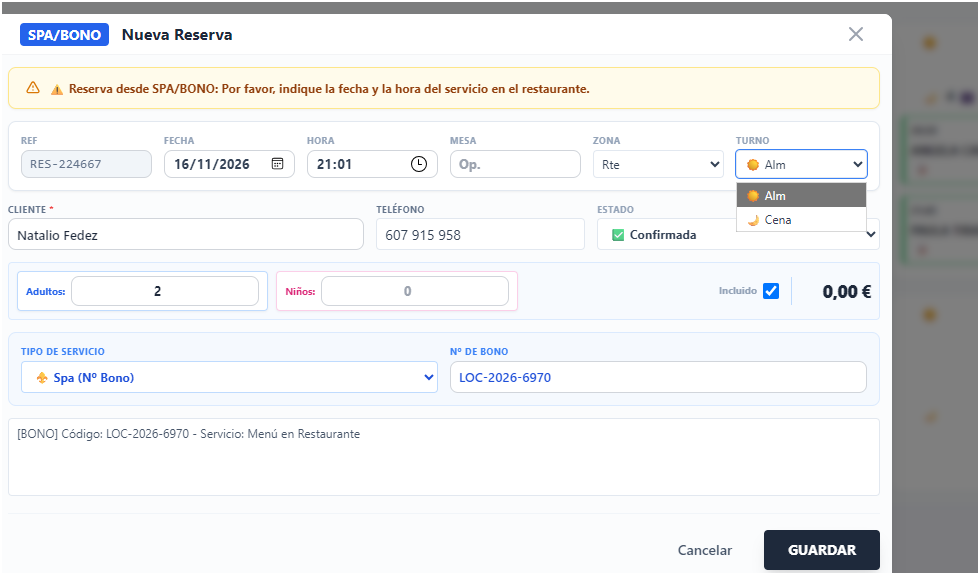 SPA/BONO Nueva Reserva
Reserva desde SPA/BONO: Por favor, indique la fecha y la hora del servicio en el restaurante.
REF FECHA HORA MESA ZONA TURNO
RES-224667 16/11/2026 21:01 Op. Rte Alm
Alm
Cena
CLIENTE * TELÉFONO ESTADO
Natalio Fedez 607 915 958 Confirmada
Adultos: 2 Niños: 0 Incluido 0,00 €
TIPO DE SERVICIO Nº DE BONO
Spa (Nº Bono) LOC-2026-6970
[BONO] Código: LOC-2026-6970 - Servicio: Menú en Restaurante
Cancelar GUARDAR